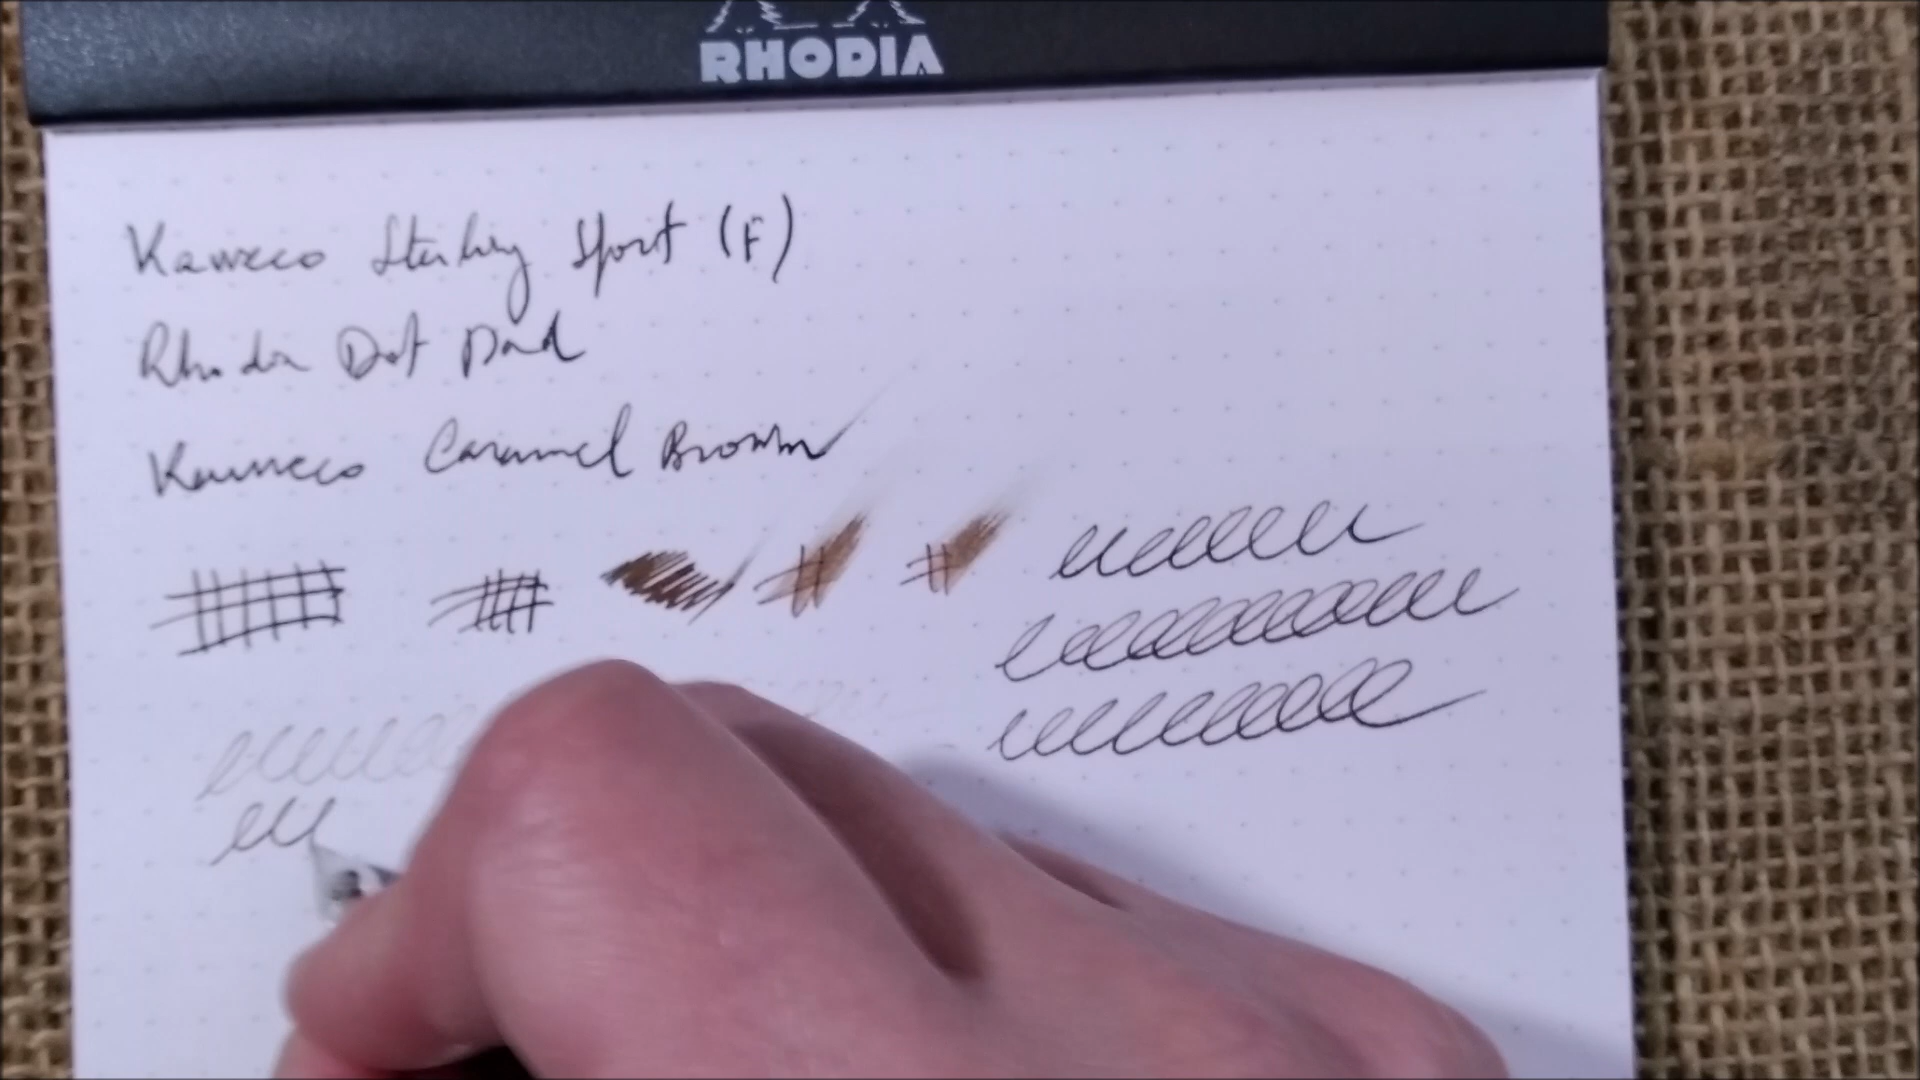 RHODIA
Kaweco Sterling Sport (F)
Rhodia Dot Pad
Kaweco Caramel Brown